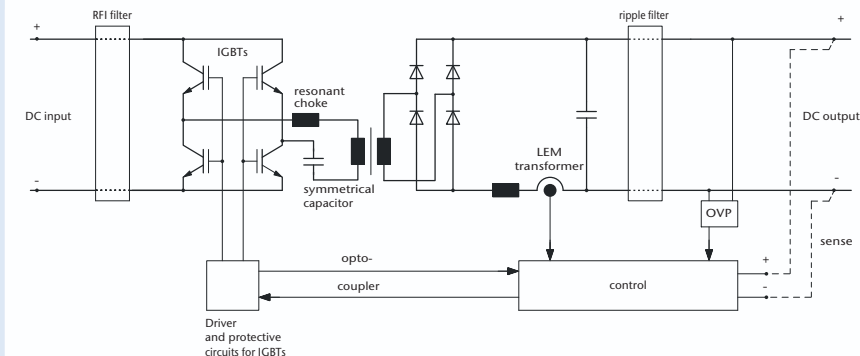 RFI filter
ripple filter
+
+
IGBTs
resonant
choke
DC input
DC output
LEM
transformer
-
-
symmetrical
capacitor
OVP
sense
opto-
+
control
coupler
-
Driver
and protective
circuits for IGBTs